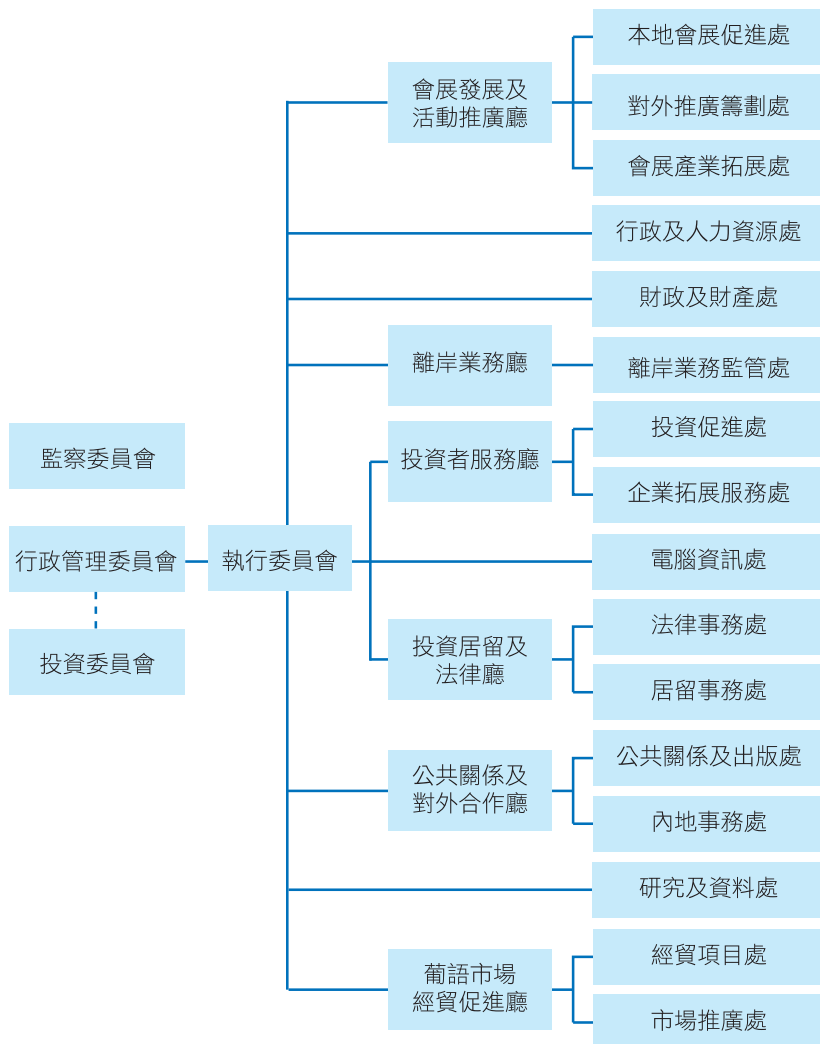 本地會展促進處
會展發展及
活動推廣廳
對外推廣籌劃處
會展產業拓展處
行政及人力資源處
財政及財產處
離岸業務廳
離岸業務監管處
投資者服務廳
投資促進處
企業拓展服務處
監察委員會
行政管理委員會
執行委員會
電腦資訊處
投資委員會
投資居留及
法律廳
法律事務處
居留事務處
公共關係及
對外合作廳
公共關係及出版處
內地事務處
研究及資料處
葡語市場
經貿促進廳
經貿項目處
市場推廣處